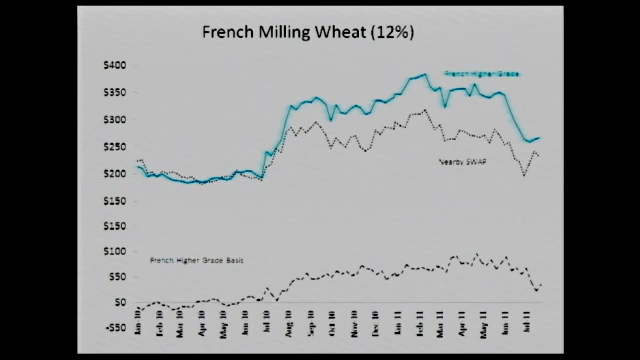 French Milling Wheat (12%)
$400
$350
$300
$250
$200
$150
$150
$100
$50
$0
-$50
French Higher Grade
Nearby SWAP
French Higher Grade Basis
Jan 10
Feb 10
Mar 10
Apr 10
May 10
Jun 10
Jul 10
Aug 10
Sep 10
Oct 10
Nov 10
Dec 10
Jan 11
Feb 11
Mar 11
Apr 11
May 11
Jun 11
Jul 11